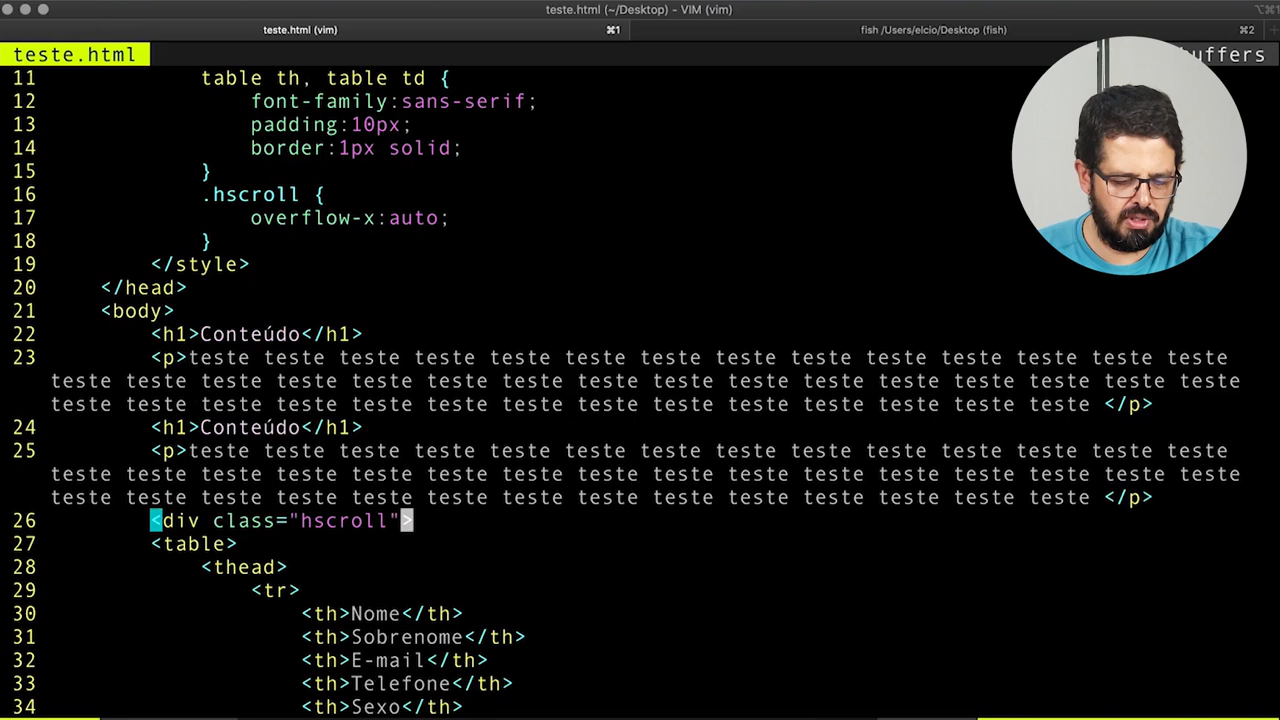 teste.html (~/Desktop) - VIM (vim)
teste.html (vim) ⌘1 fish /Users/elcio/Desktop (fish) ⌘2
teste.html
11 table th, table td {
12 font-family:sans-serif;
13 padding:10px;
14 border:1px solid;
15 }
16 .hscroll {
17 overflow-x:auto;
18 }
19 </style>
20 </head>
21 <body>
22 <h1>Conteúdo</h1>
23 <p>teste teste teste teste teste teste teste teste teste teste teste teste teste teste
teste teste teste teste teste teste teste teste teste teste teste teste teste teste teste teste
teste teste teste teste teste teste teste teste teste teste teste teste teste teste </p>
24 <h1>Conteúdo</h1>
25 <p>teste teste teste teste teste teste teste teste teste teste teste teste teste teste
teste teste teste teste teste teste teste teste teste teste teste teste teste teste teste teste
teste teste teste teste teste teste teste teste teste teste teste teste teste teste </p>
26 <div class="hscroll">
27 <table>
28 <thead>
29 <tr>
30 <th>Nome</th>
31 <th>Sobrenome</th>
32 <th>E-mail</th>
33 <th>Telefone</th>
34 <th>Sexo</th>